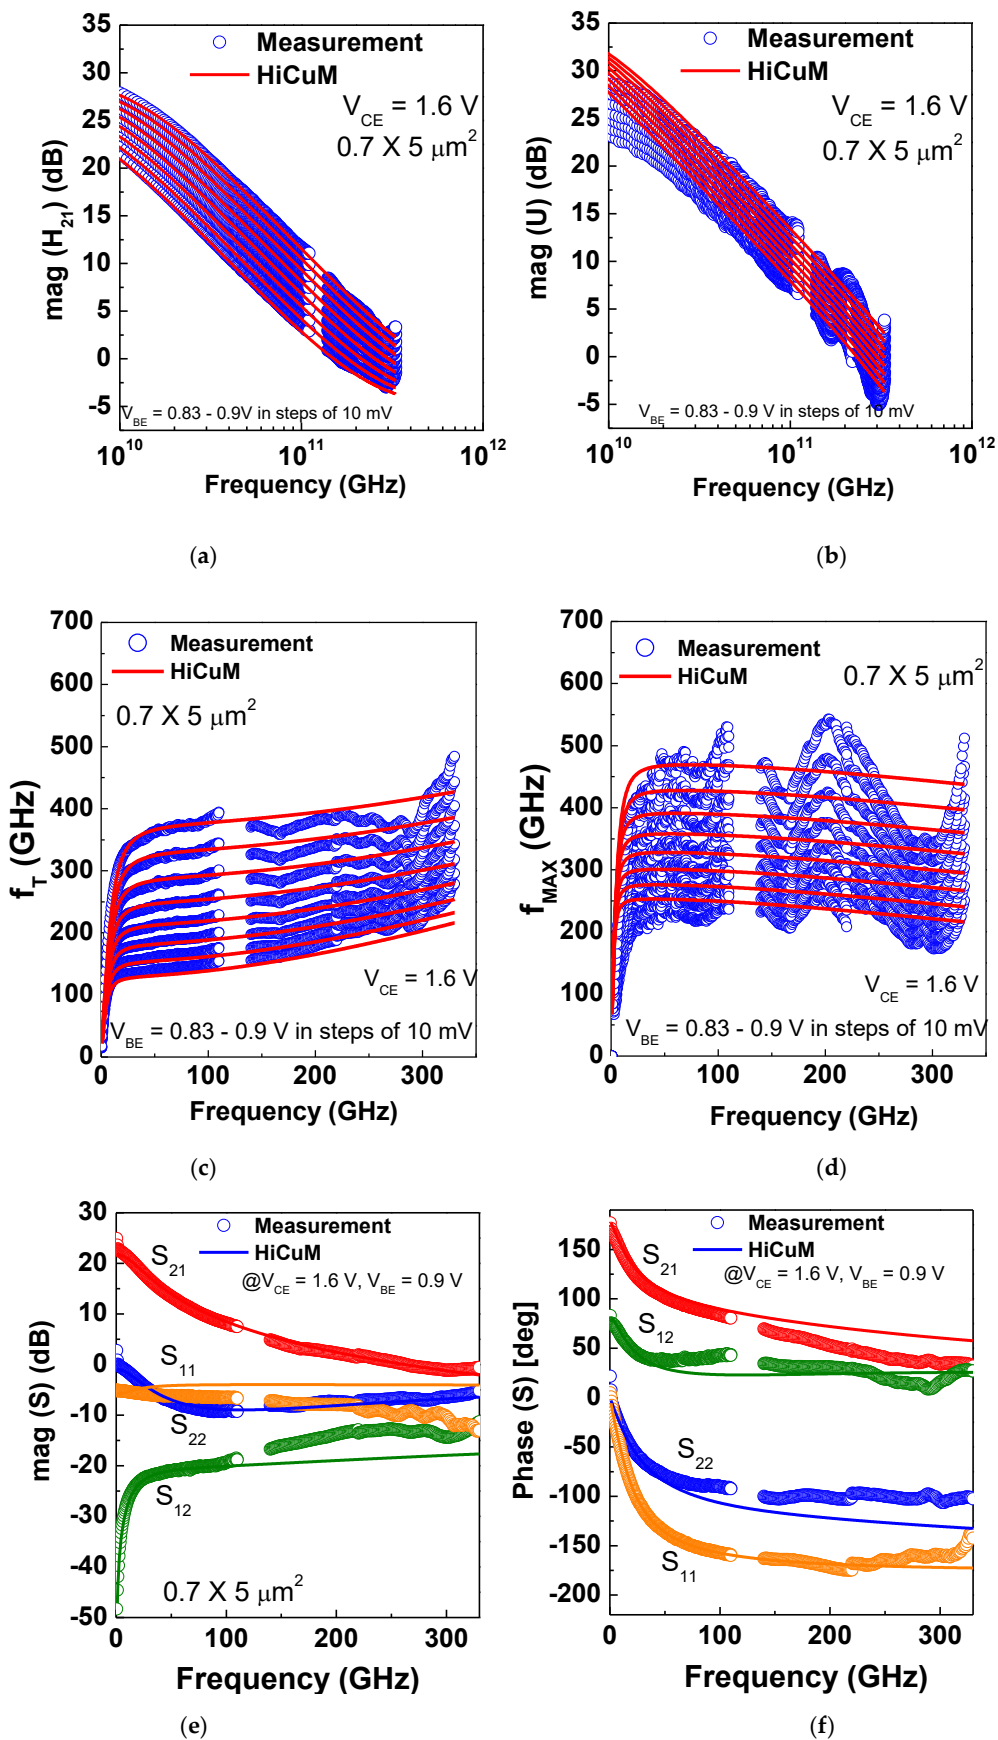 35
30
25
20
15
10
5
0
-5
mag (H21) (dB)
Measurement
HiCuM
VCE = 1.6 V
0.7 X 5 μm2
VBE = 0.83 - 0.9V in steps of 10 mV
10^10 10^11 10^12
Frequency (GHz)
(a)
35
30
25
20
15
10
5
0
-5
mag (U) (dB)
Measurement
HiCuM
VCE = 1.6 V
0.7 X 5 μm2
VBE = 0.83 - 0.9 V in steps of 10 mV
10^10 10^11 10^12
Frequency (GHz)
(b)
700
600
500
400
300
200
100
0
fT (GHz)
Measurement
HiCuM
0.7 X 5 μm2
VCE = 1.6 V
VBE = 0.83 - 0.9 V in steps of 10 mV
0 100 200 300
Frequency (GHz)
(c)
700
600
500
400
300
200
100
0
fMAX (GHz)
Measurement
HiCuM
0.7 X 5 μm2
VCE = 1.6 V
VBE = 0.83 - 0.9 V in steps of 10 mV
0 100 200 300
Frequency (GHz)
(d)
30
20
10
0
-10
-20
-30
-40
-50
mag (S) (dB)
Measurement
HiCuM
@VCE = 1.6 V, VBE = 0.9 V
S21
S11
S22
S12
0.7 X 5 μm2
0 100 200 300
Frequency (GHz)
(e)
150
100
50
0
-50
-100
-150
-200
Phase (S) [deg]
Measurement
HiCuM
@VCE = 1.6 V, VBE = 0.9 V
S21
S12
S22
S11
0 100 200 300
Frequency (GHz)
(f)